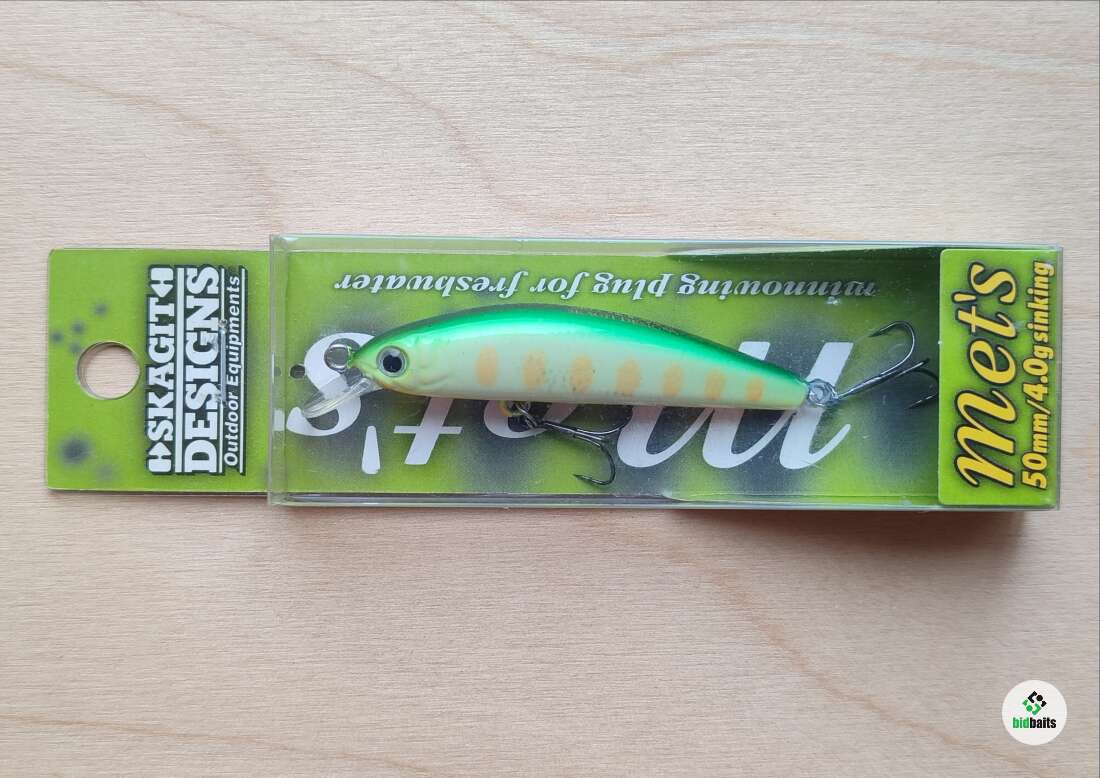 SKAGIT
DESIGNS
Outdoor Equipments
minnowing plug for freshwater
met's
met's
50mm/4.0g sinking
bidbaits